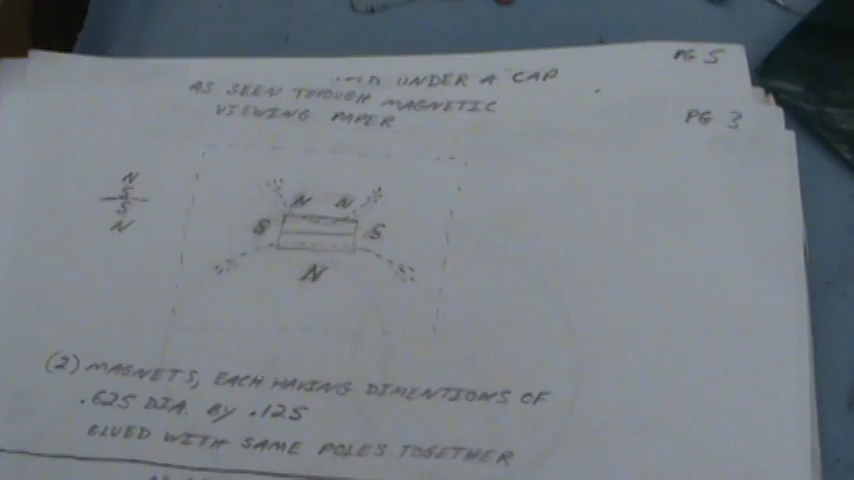 PG 5
UNDER A CAP
AS SEEN THROUGH MAGNETIC
VIEWING PAPER
PG 3
N
S
S
N
N N
S S
N
(2) MAGNETS, EACH HAVING DIMENTIONS OF
.625 DIA. BY .125
GLUED WITH SAME POLES TOGETHER